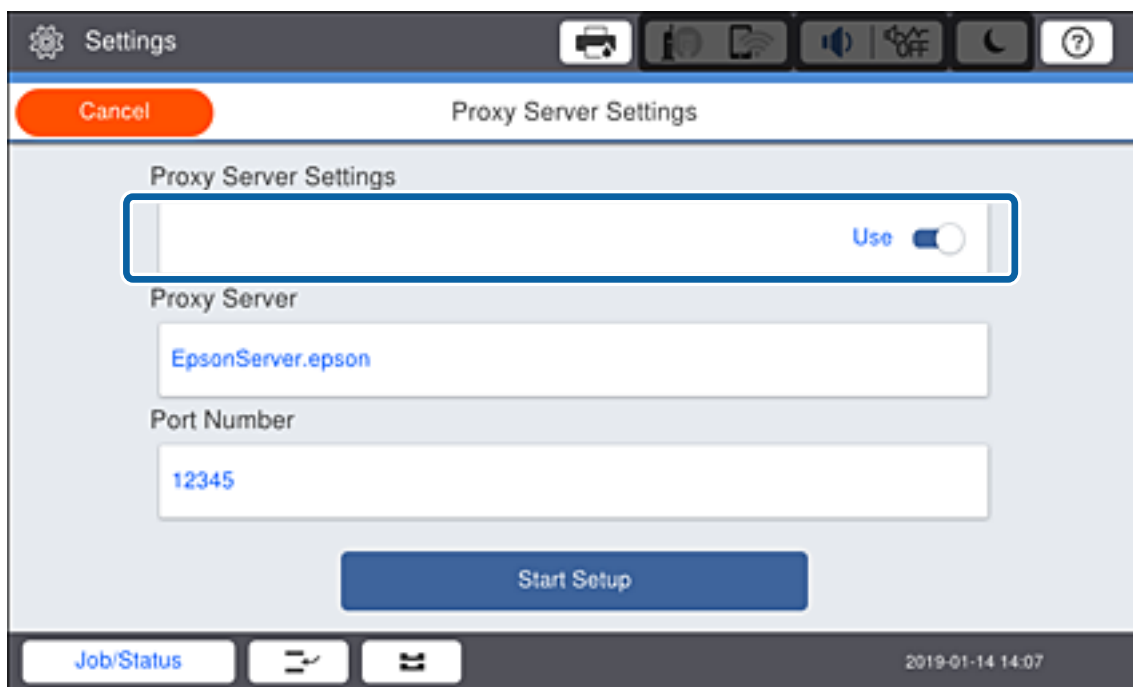 Settings
OFF
?
Cancel
Proxy Server Settings
Proxy Server Settings
Use
Proxy Server
EpsonServer.epson
Port Number
12345
Start Setup
Job/Status
2019-01-14 14:07